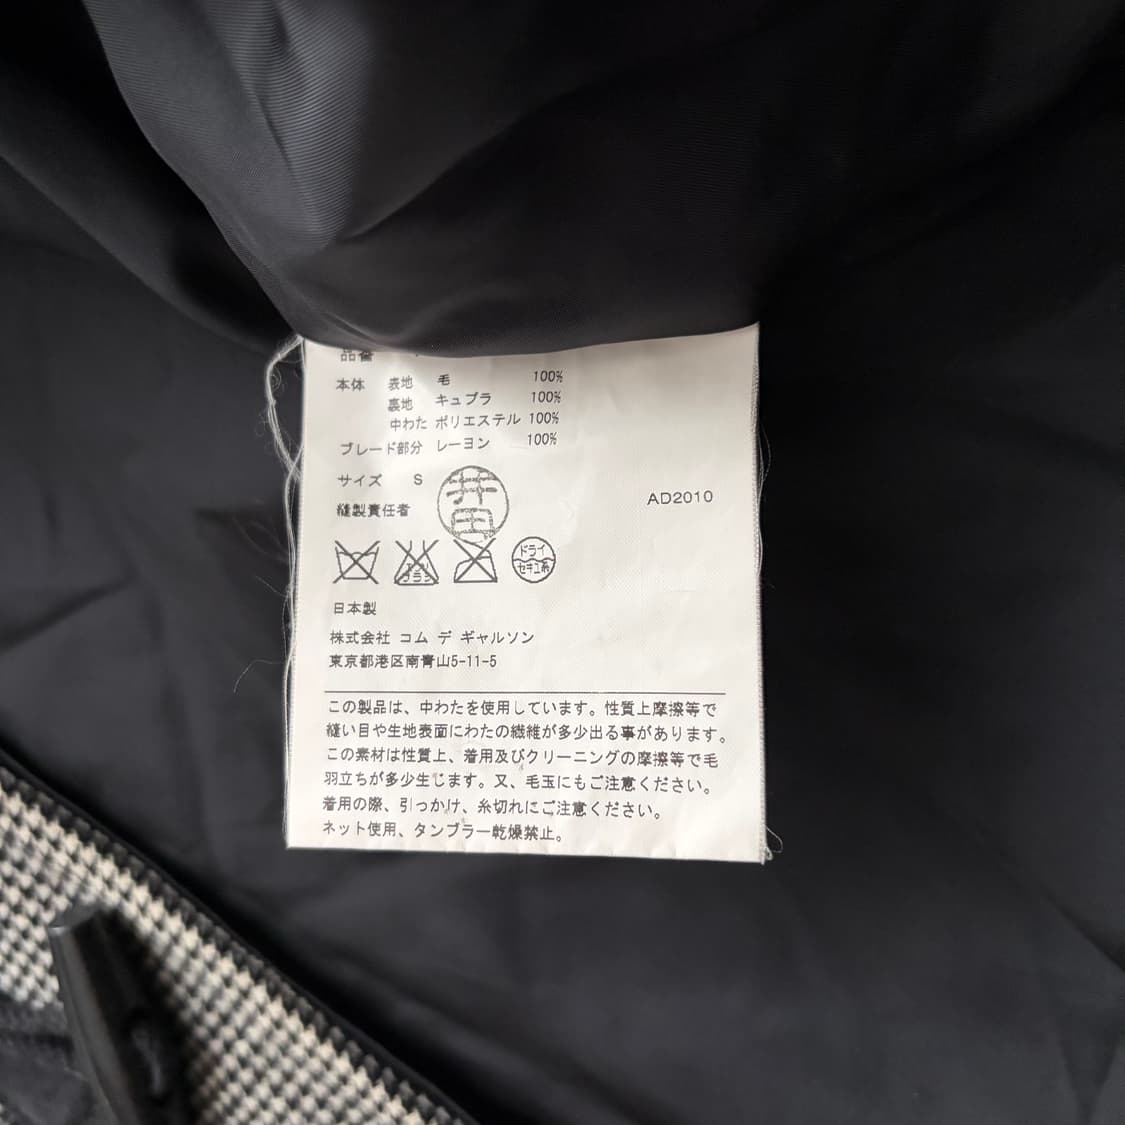 品番
本体 表地 毛 100%
裏地 キュプラ 100%
中わた ポリエステル 100%
ブレード部分 レーヨン 100%
サイズ S
縫製責任者 井田
AD2010
エンソ ブラシ
ドライ
セキユ系
日本製
株式会社 コム デ ギャルソン
東京都港区南青山5-11-5
この製品は、中わたを使用しています。性質上摩擦等で
縫い目や生地表面にわたの繊維が多少出る事があります。
この素材は性質上、着用及びクリーニングの摩擦等で毛
羽立ちが多少生じます。又、毛玉にもご注意ください。
着用の際、引っかけ、糸切れにご注意ください。
ネット使用、タンブラー乾燥禁止。